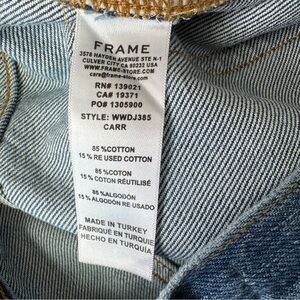 FRAME
3578 HAYDEN AVENUE STE N-1
CULVER CITY CA 90232 USA
WWW.FRAME-STORE.COM
care@frame-store.com
RN# 139021
CA# 19371
PO# 1305900
STYLE: WWDJ385
CARR
85 %COTTON
15 % RE USED COTTON
85 %COTON
15 % COTON RÉUTILISÉ
85 %ALGODÓN
15 %ALGODÓN RE USADO
MADE IN TURKEY
FABRIQUÉ EN TURQUIE
HECHO EN TURQUÍA